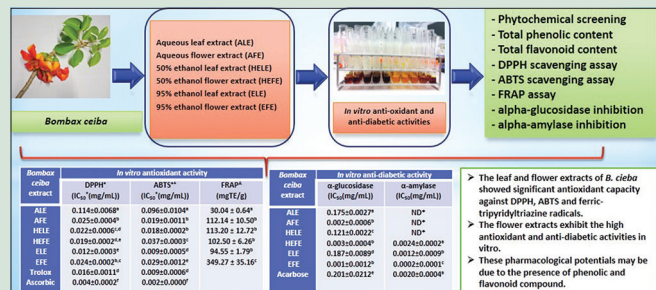 Bombax ceiba
Aqueous leaf extract (ALE)
Aqueous flower extract (AFE)
50% ethanol leaf extract (HELE)
50% ethanol flower extract (HEFE)
95% ethanol leaf extract (ELE)
95% ethanol flower extract (EFE)
In vitro anti-oxidant and
anti-diabetic activities
- Phytochemical screening
- Total phenolic content
- Total flavonoid content
- DPPH scavenging assay
- ABTS scavenging assay
- FRAP assay
- alpha-glucosidase inhibition
- alpha-amylase inhibition
Bombax ceiba extract In vitro antioxidant activity
DPPH* (IC₅₀*(mg/mL)) ABTS*⁺ (IC₅₀*(mg/mL)) FRAPᐞ (mgTE/g)
ALE 0.114±0.0068ᵃ 0.096±0.0104ᵃ 30.04 ± 0.64ᵃ
AFE 0.025±0.0004ᵇ 0.019±0.0011ᵇ 112.14 ± 10.50ᵇ
HELE 0.022±0.0006ᶜ,ᵈ 0.018±0.0002ᵇ 113.20 ± 12.72ᵇ
HEFE 0.019±0.0002ᵈ,ᵉ 0.037±0.0003ᶜ 102.50 ± 6.26ᵇ
ELE 0.012±0.0003ᵉ 0.009±0.0005ᵈ 94.55 ± 1.79ᵇ
EFE 0.024±0.0002ᵇ,ᶜ 0.029±0.0012ᵉ 349.27 ± 35.16ᶜ
Trolox 0.016±0.0011ᵈ 0.009±0.0006ᵈ
Ascorbic 0.004±0.0002ᶠ 0.002±0.0000ᶠ
Bombax ceiba extract In vitro anti-diabetic activity
α-glucosidase (IC₅₀(mg/mL)) α-amylase (IC₅₀(mg/mL))
ALE 0.175±0.0027ᵃ ND*
AFE 0.002±0.0006ᵇ ND*
HELE 0.121±0.0022ᶜ ND*
HEFE 0.003±0.0004ᵇ 0.0024±0.0002ᵃ
ELE 0.187±0.0089ᵈ 0.0012±0.0009ᵇ
EFE 0.001±0.0012ᵇ 0.0002±0.0001ᶜ
Acarbose 0.201±0.0212ᵉ 0.0020±0.0004ᵃ
➤ The leaf and flower extracts of B. cieba
showed significant antioxidant capacity
against DPPH, ABTS and ferric-
tripyridyltriazine radicals.
➤ The flower extracts exhibit the high
antioxidant and anti-diabetic activities in
vitro.
➤ These pharmacological potentials may be
due to the presence of phenolic and
flavonoid compound.